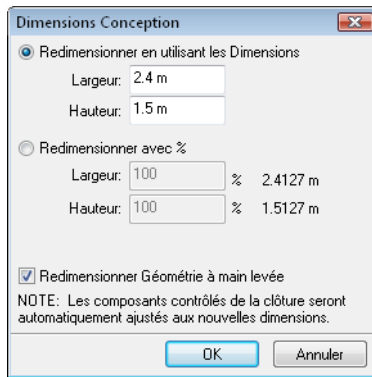 Dimensions Conception
Redimensionner en utilisant les Dimensions
Largeur: 2.4 m
Hauteur: 1.5 m
Redimensionner avec %
Largeur: 100 % 2.4127 m
Hauteur: 100 % 1.5127 m
Redimensionner Géométrie à main levée
NOTE: Les composants contrôlés de la clôture seront
automatiquement ajustés aux nouvelles dimensions.
OK Annuler